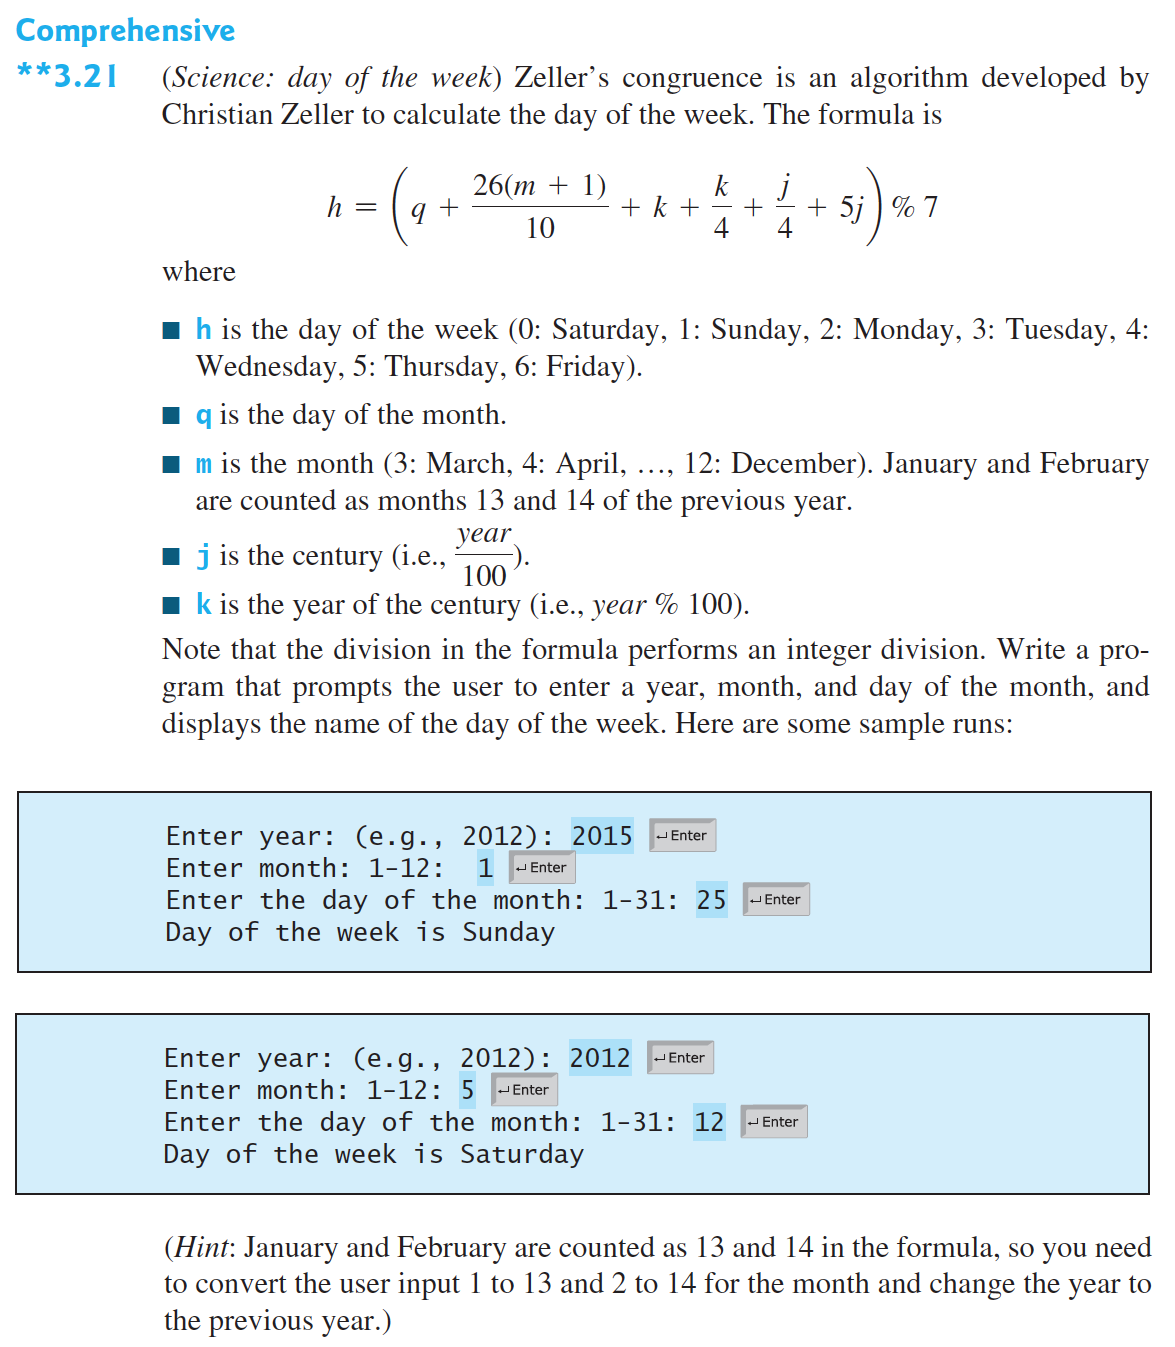 Comprehensive
**3.21 (Science: day of the week) Zeller’s congruence is an algorithm developed by
Christian Zeller to calculate the day of the week. The formula is
h = ( q + 26(m + 1)/10 + k + k/4 + j/4 + 5j ) % 7
where
■ h is the day of the week (0: Saturday, 1: Sunday, 2: Monday, 3: Tuesday, 4:
Wednesday, 5: Thursday, 6: Friday).
■ q is the day of the month.
■ m is the month (3: March, 4: April, …, 12: December). January and February
are counted as months 13 and 14 of the previous year.
■ j is the century (i.e., year/100).
■ k is the year of the century (i.e., year % 100).
Note that the division in the formula performs an integer division. Write a pro-
gram that prompts the user to enter a year, month, and day of the month, and
displays the name of the day of the week. Here are some sample runs:
Enter year: (e.g., 2012): 2015 ↵Enter
Enter month: 1-12: 1 ↵Enter
Enter the day of the month: 1-31: 25 ↵Enter
Day of the week is Sunday
Enter year: (e.g., 2012): 2012 ↵Enter
Enter month: 1-12: 5 ↵Enter
Enter the day of the month: 1-31: 12 ↵Enter
Day of the week is Saturday
(Hint: January and February are counted as 13 and 14 in the formula, so you need
to convert the user input 1 to 13 and 2 to 14 for the month and change the year to
the previous year.)